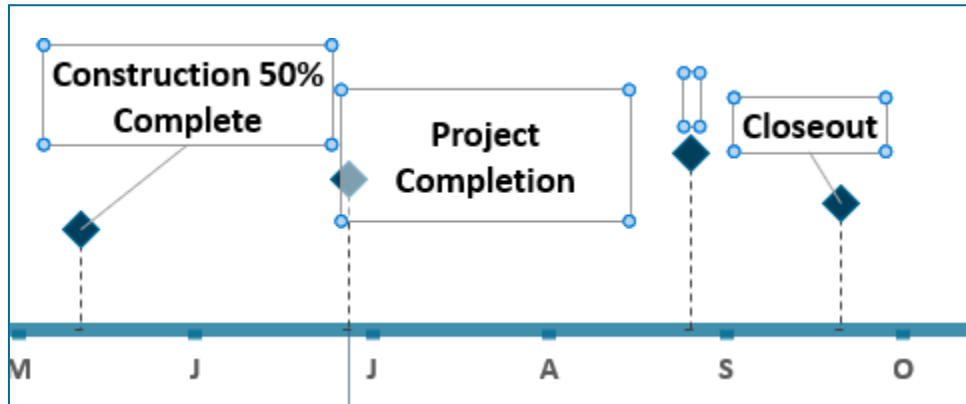 Construction 50%
Complete
Project
Completion
Closeout
M J J A S O